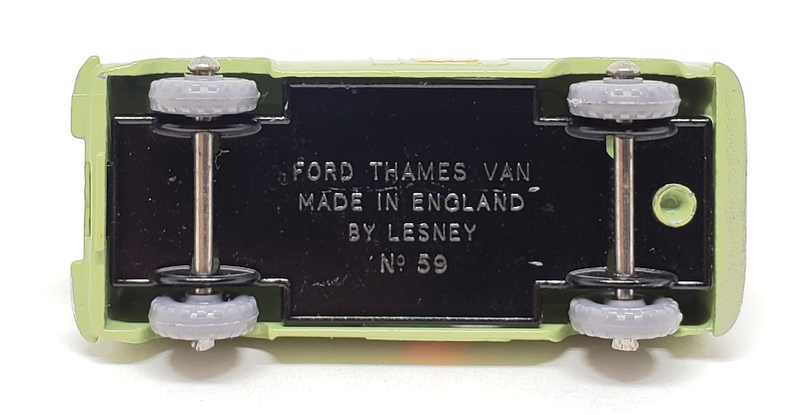 FORD THAMES VAN
MADE IN ENGLAND
BY LESNEY
Nº 59